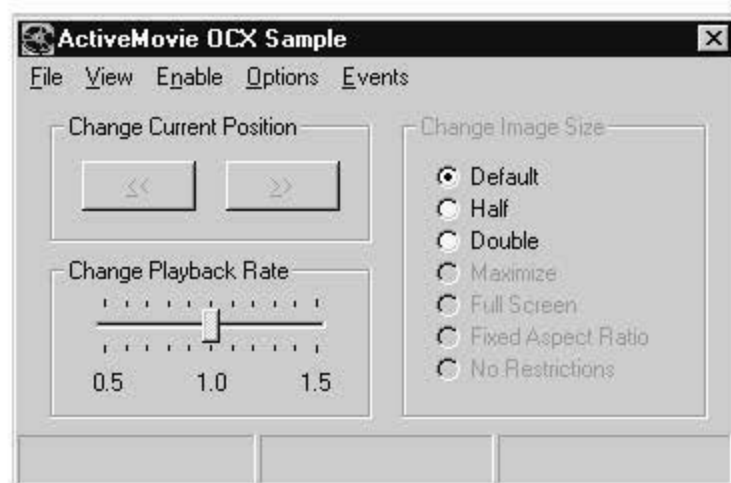 ActiveMovie OCX Sample
File View Enable Options Events
Change Current Position
<< >>
Change Playback Rate
0.5 1.0 1.5
Change Image Size
Default
Half
Double
Maximize
Full Screen
Fixed Aspect Ratio
No Restrictions